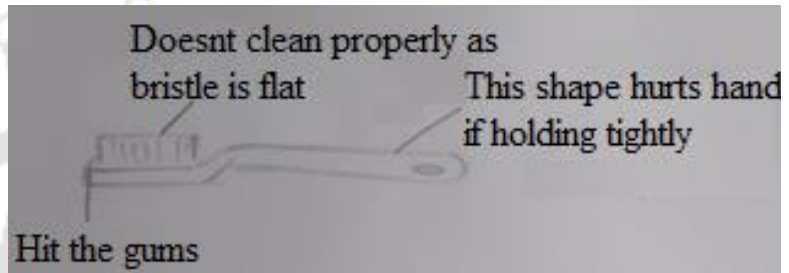 Doesnt clean properly as
bristle is flat
This shape hurts hand
if holding tightly
Hit the gums